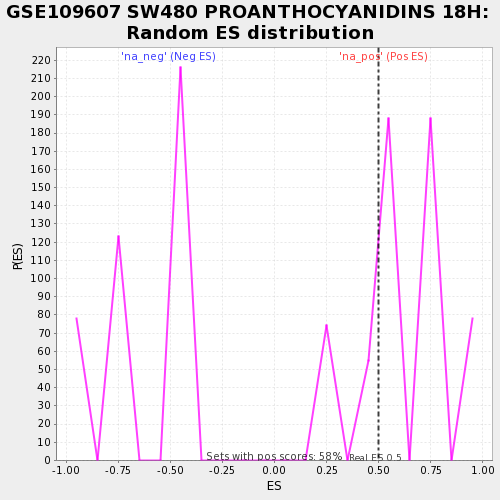 GSE109607 SW480 PROANTHOCYANIDINS 18H:
Random ES distribution
'na_neg' (Neg ES) 'na_pos' (Pos ES)
220
210
200
190
180
170
160
150
140
130
120
110
100
90
80
70
60
50
40
30
20
10
0
P(ES)
Sets with pos scores: 58%
Real ES 0.5
-1.00 -0.75 -0.50 -0.25 0.00 0.25 0.50 0.75 1.00
ES